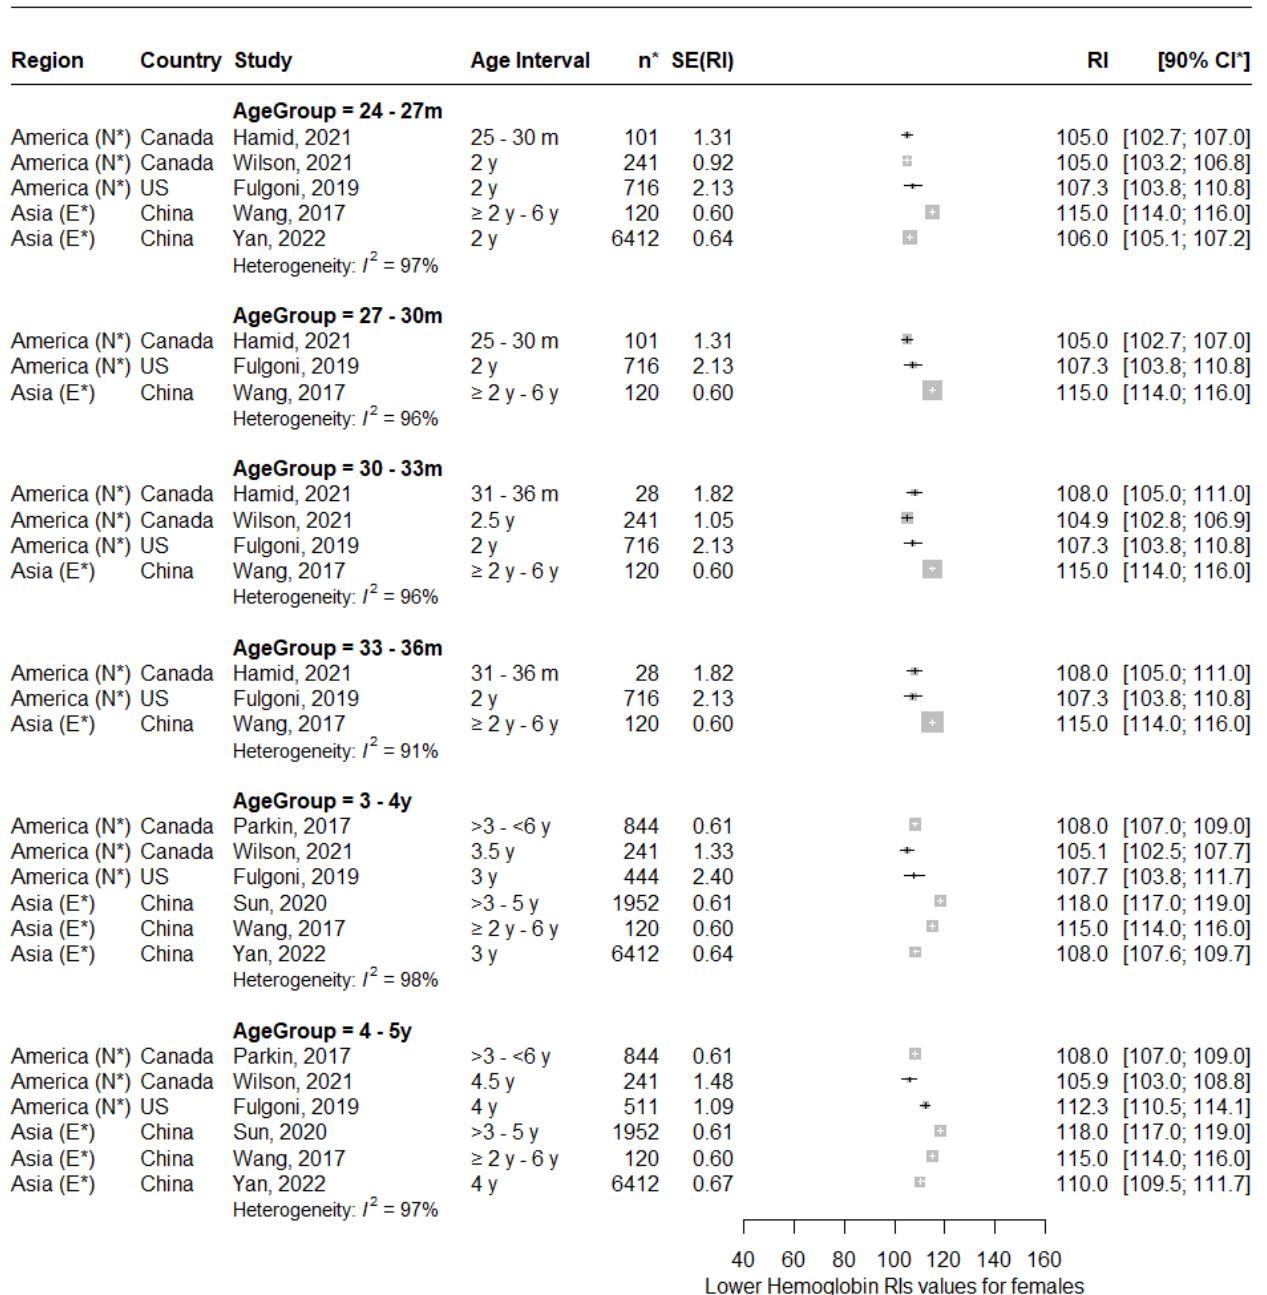 Region Country Study Age Interval n* SE(RI) RI [90% CI*]
AgeGroup = 24 - 27m
America (N*) Canada Hamid, 2021 25 - 30 m 101 1.31 105.0 [102.7; 107.0]
America (N*) Canada Wilson, 2021 2 y 241 0.92 105.0 [103.2; 106.8]
America (N*) US Fulgoni, 2019 2 y 716 2.13 107.3 [103.8; 110.8]
Asia (E*) China Wang, 2017 ≥ 2 y - 6 y 120 0.60 115.0 [114.0; 116.0]
Asia (E*) China Yan, 2022 2 y 6412 0.64 106.0 [105.1; 107.2]
Heterogeneity: I² = 97%
AgeGroup = 27 - 30m
America (N*) Canada Hamid, 2021 25 - 30 m 101 1.31 105.0 [102.7; 107.0]
America (N*) US Fulgoni, 2019 2 y 716 2.13 107.3 [103.8; 110.8]
Asia (E*) China Wang, 2017 ≥ 2 y - 6 y 120 0.60 115.0 [114.0; 116.0]
Heterogeneity: I² = 96%
AgeGroup = 30 - 33m
America (N*) Canada Hamid, 2021 31 - 36 m 28 1.82 108.0 [105.0; 111.0]
America (N*) Canada Wilson, 2021 2.5 y 241 1.05 104.9 [102.8; 106.9]
America (N*) US Fulgoni, 2019 2 y 716 2.13 107.3 [103.8; 110.8]
Asia (E*) China Wang, 2017 ≥ 2 y - 6 y 120 0.60 115.0 [114.0; 116.0]
Heterogeneity: I² = 96%
AgeGroup = 33 - 36m
America (N*) Canada Hamid, 2021 31 - 36 m 28 1.82 108.0 [105.0; 111.0]
America (N*) US Fulgoni, 2019 2 y 716 2.13 107.3 [103.8; 110.8]
Asia (E*) China Wang, 2017 ≥ 2 y - 6 y 120 0.60 115.0 [114.0; 116.0]
Heterogeneity: I² = 91%
AgeGroup = 3 - 4y
America (N*) Canada Parkin, 2017 >3 - <6 y 844 0.61 108.0 [107.0; 109.0]
America (N*) Canada Wilson, 2021 3.5 y 241 1.33 105.1 [102.5; 107.7]
America (N*) US Fulgoni, 2019 3 y 444 2.40 107.7 [103.8; 111.7]
Asia (E*) China Sun, 2020 >3 - 5 y 1952 0.61 118.0 [117.0; 119.0]
Asia (E*) China Wang, 2017 ≥ 2 y - 6 y 120 0.60 115.0 [114.0; 116.0]
Asia (E*) China Yan, 2022 3 y 6412 0.64 108.0 [107.6; 109.7]
Heterogeneity: I² = 98%
AgeGroup = 4 - 5y
America (N*) Canada Parkin, 2017 >3 - <6 y 844 0.61 108.0 [107.0; 109.0]
America (N*) Canada Wilson, 2021 4.5 y 241 1.48 105.9 [103.0; 108.8]
America (N*) US Fulgoni, 2019 4 y 511 1.09 112.3 [110.5; 114.1]
Asia (E*) China Sun, 2020 >3 - 5 y 1952 0.61 118.0 [117.0; 119.0]
Asia (E*) China Wang, 2017 ≥ 2 y - 6 y 120 0.60 115.0 [114.0; 116.0]
Asia (E*) China Yan, 2022 4 y 6412 0.67 110.0 [109.5; 111.7]
Heterogeneity: I² = 97%
40 60 80 100 120 140 160
Lower Hemoglobin RIs values for females